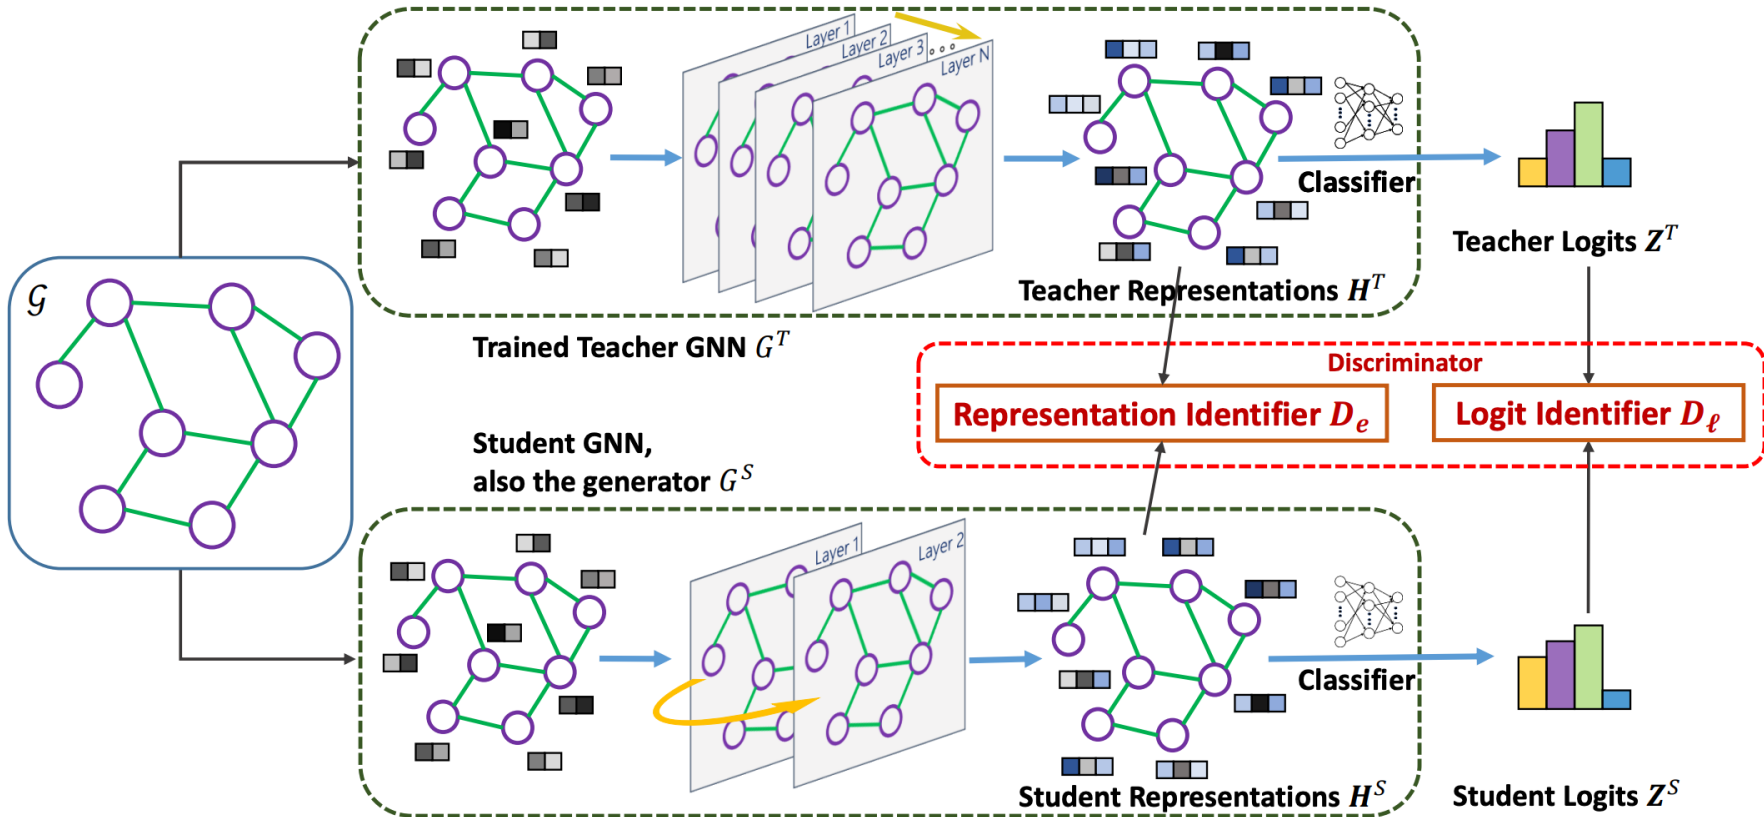 𝒢
Layer 1
Layer 2
Layer 3
Layer N
Classifier
Teacher Representations H^T
Teacher Logits Z^T
Trained Teacher GNN G^T
Discriminator
Representation Identifier D_e
Logit Identifier D_ℓ
Student GNN,
also the generator G^S
Layer 1
Layer 2
Classifier
Student Representations H^S
Student Logits Z^S